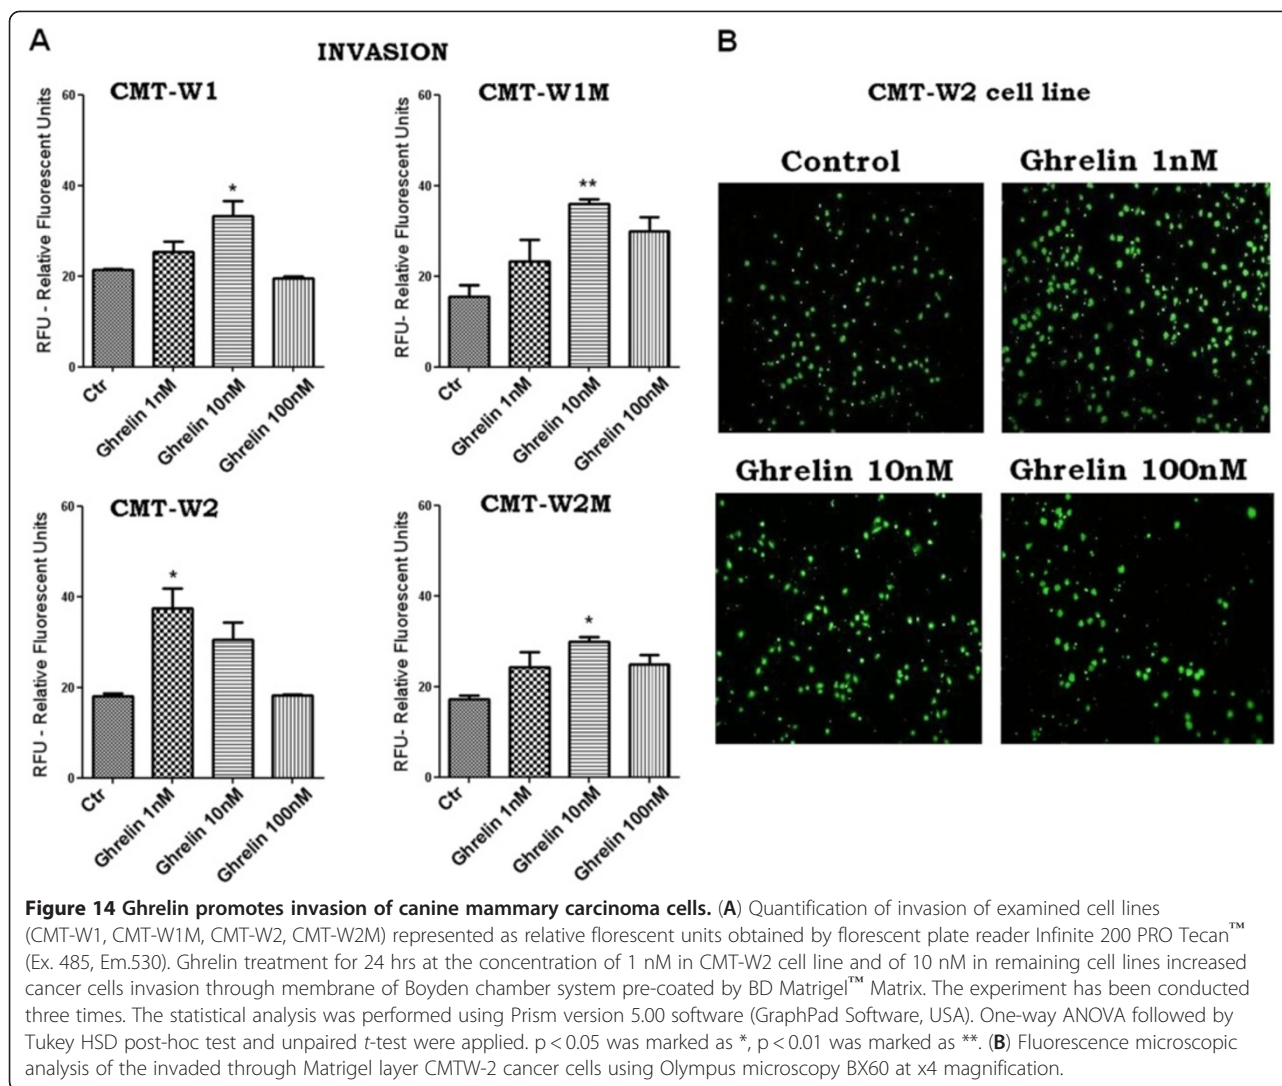 A
INVASION
CMT-W1
RFU - Relative Fluorescent Units
60
40
20
0
*
Ctr
Ghrelin 1nM
Ghrelin 10nM
Ghrelin 100nM
CMT-W1M
RFU- Relative Fluorescent Units
60
40
20
0
**
Ctr
Ghrelin 1nM
Ghrelin 10nM
Ghrelin 100nM
CMT-W2
RFU - Relative Fluorescent Units
60
40
20
0
*
Ctr
Ghrelin 1nM
Ghrelin 10nM
Ghrelin 100nM
CMT-W2M
RFU- Relative Fluorescent Units
60
40
20
0
*
Ctr
Ghrelin 1nM
Ghrelin 10nM
Ghrelin 100nM
B
CMT-W2 cell line
Control
Ghrelin 1nM
Ghrelin 10nM
Ghrelin 100nM
Figure 14 Ghrelin promotes invasion of canine mammary carcinoma cells. (A) Quantification of invasion of examined cell lines
(CMT-W1, CMT-W1M, CMT-W2, CMT-W2M) represented as relative florescent units obtained by florescent plate reader Infinite 200 PRO Tecan™
(Ex. 485, Em.530). Ghrelin treatment for 24 hrs at the concentration of 1 nM in CMT-W2 cell line and of 10 nM in remaining cell lines increased
cancer cells invasion through membrane of Boyden chamber system pre-coated by BD Matrigel™ Matrix. The experiment has been conducted
three times. The statistical analysis was performed using Prism version 5.00 software (GraphPad Software, USA). One-way ANOVA followed by
Tukey HSD post-hoc test and unpaired t-test were applied. p < 0.05 was marked as *, p < 0.01 was marked as **. (B) Fluorescence microscopic
analysis of the invaded through Matrigel layer CMTW-2 cancer cells using Olympus microscopy BX60 at x4 magnification.